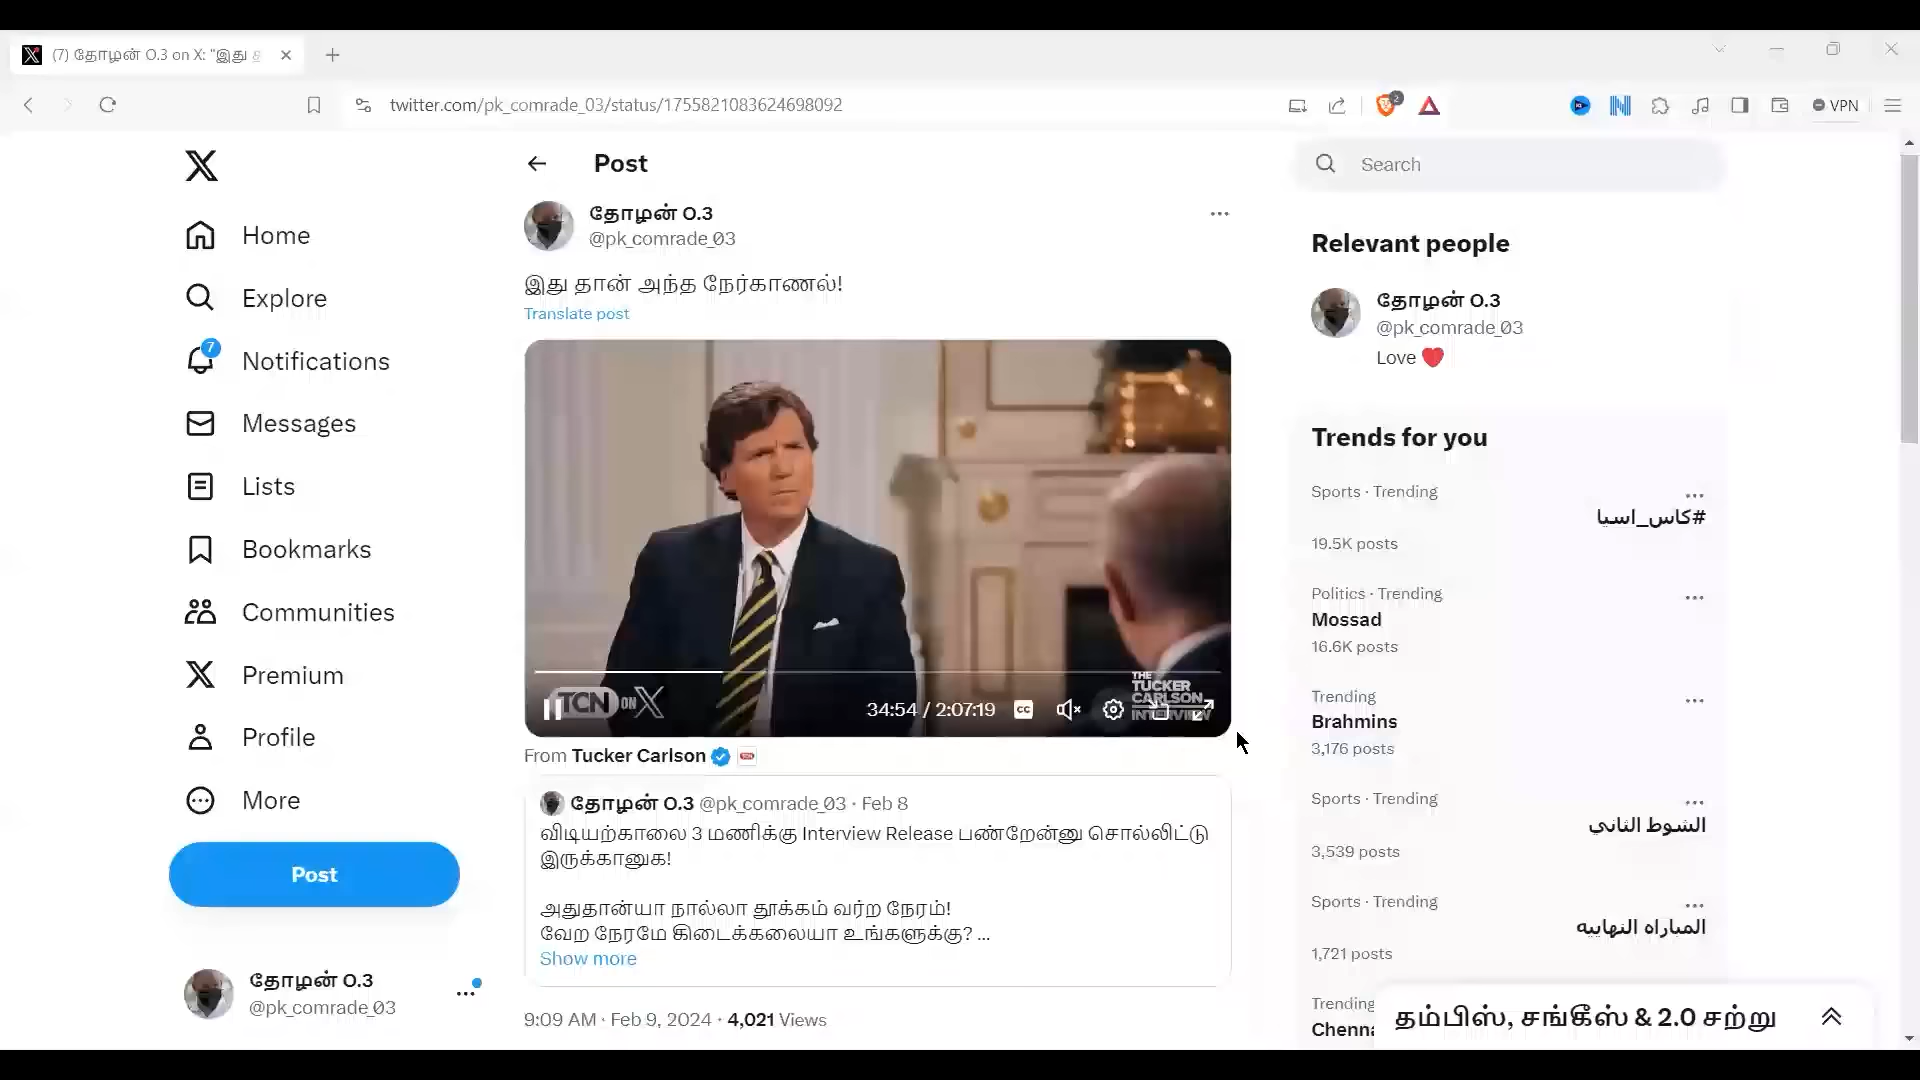 (7) தோழன் O.3 on X: "இது
twitter.com/pk_comrade_03/status/1755821083624698092
2
VPN
Home
Explore
7
Notifications
Messages
Lists
Bookmarks
Communities
Premium
Profile
More
Post
தோழன் O.3
@pk_comrade_03
Post
தோழன் O.3
@pk_comrade_03
இது தான் அந்த நேர்காணல்!
Translate post
TCN ON X
THE
TUCKER
CARLSON
INTERVIEW
34:54 / 2:07:19
CC
From Tucker Carlson
தோழன் O.3 @pk_comrade_03 · Feb 8
விடியற்காலை 3 மணிக்கு Interview Release பண்றேன்னு சொல்லிட்டு
இருக்கானுக!
அதுதான்யா நால்லா தூக்கம் வர்ற நேரம்!
வேற நேரமே கிடைக்கலையா உங்களுக்கு? ...
Show more
9:09 AM · Feb 9, 2024 · 4,021 Views
Search
Relevant people
தோழன் O.3
@pk_comrade_03
Love ❤️
Trends for you
Sports · Trending
#كاس_اسيا
19.5K posts
Politics · Trending
Mossad
16.6K posts
Trending
Brahmins
3,176 posts
Sports · Trending
الشوط الثاني
3,539 posts
Sports · Trending
المباراه النهاييه
1,721 posts
Trending
Chenna
தம்பிஸ், சங்கீஸ் & 2.0 சற்று